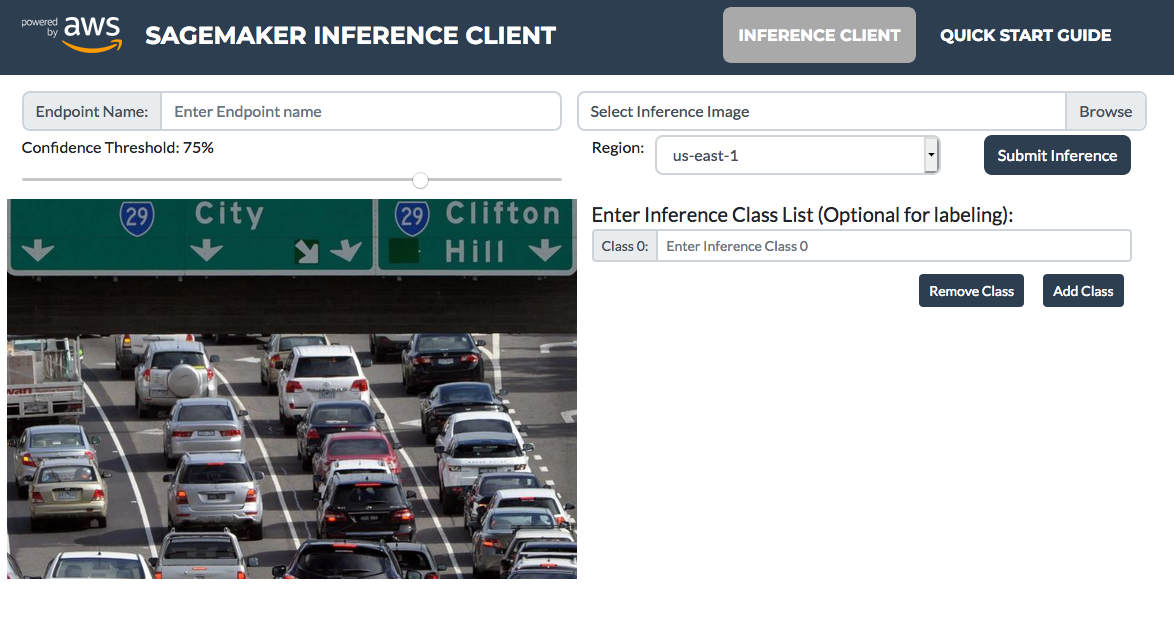 powered by aws
SAGEMAKER INFERENCE CLIENT
INFERENCE CLIENT
QUICK START GUIDE
Endpoint Name:
Enter Endpoint name
Select Inference Image
Browse
Confidence Threshold: 75%
Region:
us-east-1
Submit Inference
29
City
29
Clifton
Hill
Enter Inference Class List (Optional for labeling):
Class 0:
Enter Inference Class 0
Remove Class
Add Class